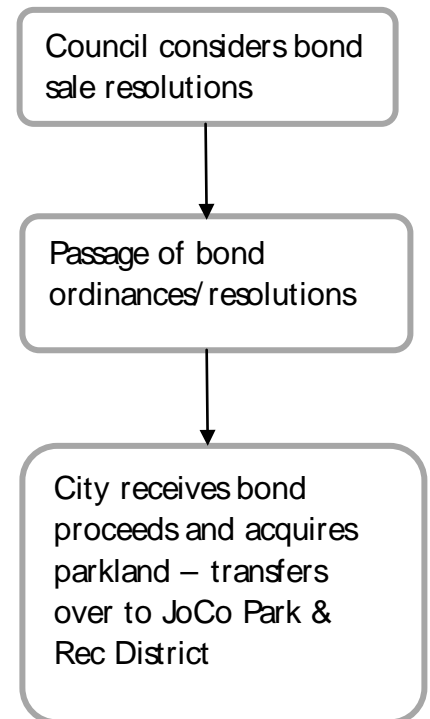 Council considers bond
sale resolutions
Passage of bond
ordinances/ resolutions
City receives bond
proceeds and acquires
parkland – transfers
over to JoCo Park &
Rec District